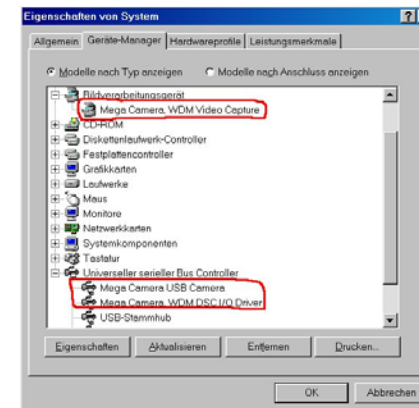 Eigenschaften von System
Allgemein Geräte-Manager Hardwareprofile Leistungsmerkmale
Modelle nach Typ anzeigen Modelle nach Anschluss anzeigen
Bildverarbeitungsgerät
Mega Camera, WDM Video Capture
CD-ROM
Diskettenlaufwerk-Controller
Festplattencontroller
Grafikkarten
Laufwerke
Maus
Monitore
Netzwerkkarten
Systemkomponenten
Tastatur
Universeller serieller Bus Controller
Mega Camera USB Camera
Mega Camera, WDM DSC I/O Driver
USB-Stammhub
Eigenschaften Aktualisieren Entfernen Drucken...
OK Abbrechen